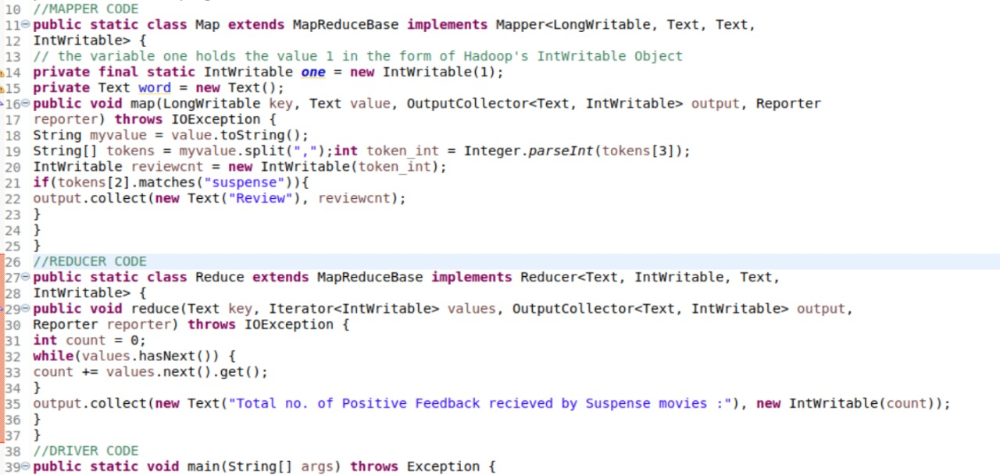 10 //MAPPER CODE
11 public static class Map extends MapReduceBase implements Mapper<LongWritable, Text, Text,
12 IntWritable> {
13 // the variable one holds the value 1 in the form of Hadoop's IntWritable Object
14 private final static IntWritable one = new IntWritable(1);
15 private Text word = new Text();
16 public void map(LongWritable key, Text value, OutputCollector<Text, IntWritable> output, Reporter
17 reporter) throws IOException {
18 String myvalue = value.toString();
19 String[] tokens = myvalue.split(",");int token_int = Integer.parseInt(tokens[3]);
20 IntWritable reviewcnt = new IntWritable(token_int);
21 if(tokens[2].matches("suspense")){
22 output.collect(new Text("Review"), reviewcnt);
23 }
24 }
25 }
26 //REDUCER CODE
27 public static class Reduce extends MapReduceBase implements Reducer<Text, IntWritable, Text,
28 IntWritable> {
29 public void reduce(Text key, Iterator<IntWritable> values, OutputCollector<Text, IntWritable> output,
30 Reporter reporter) throws IOException {
31 int count = 0;
32 while(values.hasNext()) {
33 count += values.next().get();
34 }
35 output.collect(new Text("Total no. of Positive Feedback recieved by Suspense movies :"), new IntWritable(count));
36 }
37 }
38 //DRIVER CODE
39 public static void main(String[] args) throws Exception {